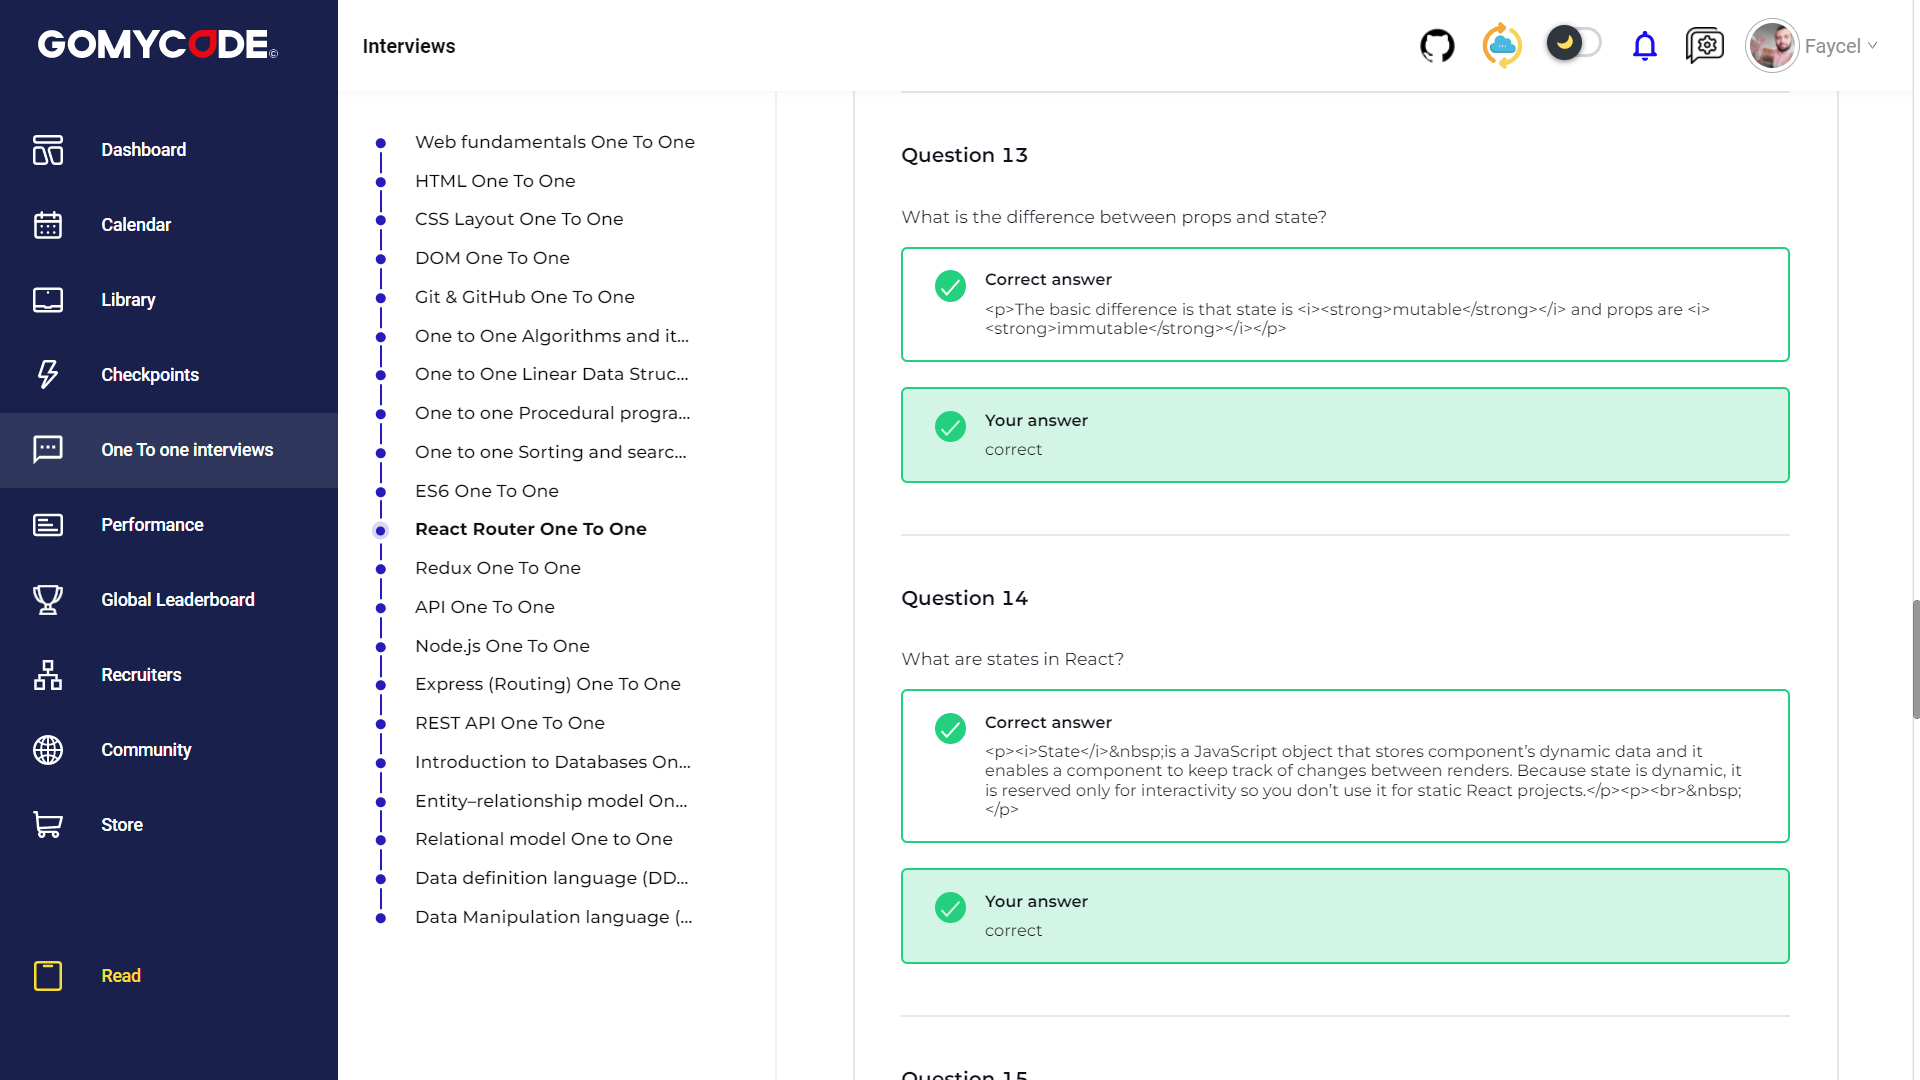 GOMYCODE©
Interviews
Faycel
Dashboard
Calendar
Library
Checkpoints
One To one interviews
Performance
Global Leaderboard
Recruiters
Community
Store
Read
Web fundamentals One To One
HTML One To One
CSS Layout One To One
DOM One To One
Git & GitHub One To One
One to One Algorithms and it...
One to One Linear Data Struc...
One to one Procedural progra...
One to one Sorting and searc...
ES6 One To One
React Router One To One
Redux One To One
API One To One
Node.js One To One
Express (Routing) One To One
REST API One To One
Introduction to Databases On...
Entity–relationship model On...
Relational model One to One
Data definition language (DD...
Data Manipulation language (...
Question 13
What is the difference between props and state?
Correct answer
<p>The basic difference is that state is <i><strong>mutable</strong></i> and props are <i>
<strong>immutable</strong></i></p>
Your answer
correct
Question 14
What are states in React?
Correct answer
<p><i>State</i>&nbsp;is a JavaScript object that stores component’s dynamic data and it
enables a component to keep track of changes between renders. Because state is dynamic, it
is reserved only for interactivity so you don’t use it for static React projects.</p><p><br>&nbsp;
</p>
Your answer
correct
Question 15